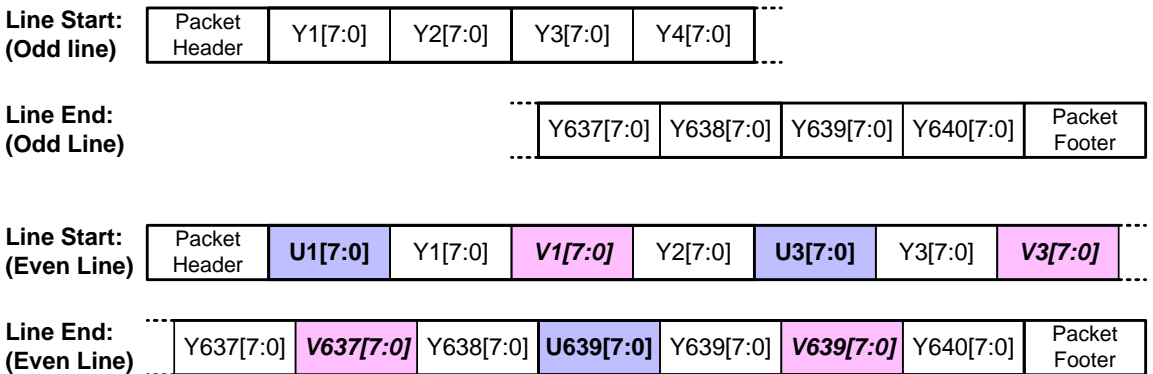 Line Start:
(Odd line)
Packet Header
Y1[7:0]
Y2[7:0]
Y3[7:0]
Y4[7:0]
Line End:
(Odd Line)
Y637[7:0]
Y638[7:0]
Y639[7:0]
Y640[7:0]
Packet Footer
Line Start:
(Even Line)
Packet Header
U1[7:0]
Y1[7:0]
V1[7:0]
Y2[7:0]
U3[7:0]
Y3[7:0]
V3[7:0]
Line End:
(Even Line)
Y637[7:0]
V637[7:0]
Y638[7:0]
U639[7:0]
Y639[7:0]
V639[7:0]
Y640[7:0]
Packet Footer